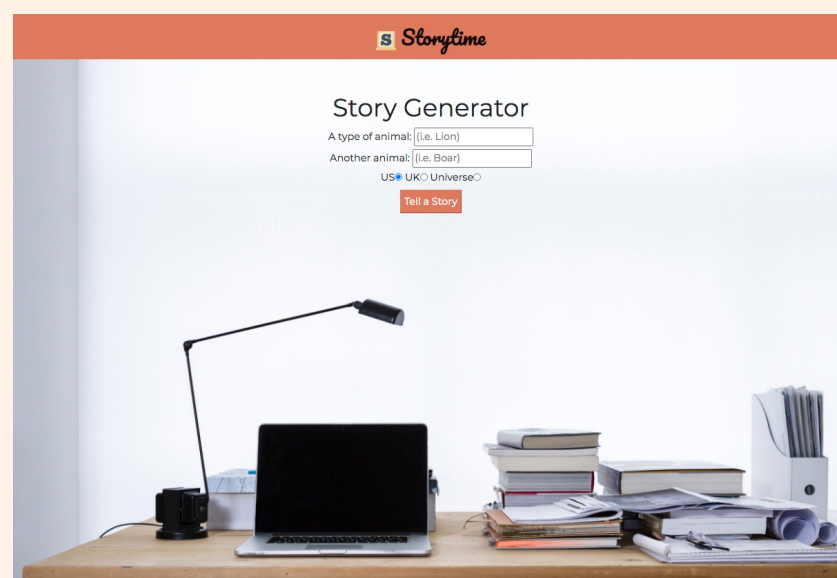 S Storytime
Story Generator
A type of animal: (i.e. Lion)
Another animal: (i.e. Boar)
US UK Universe
Tell a Story